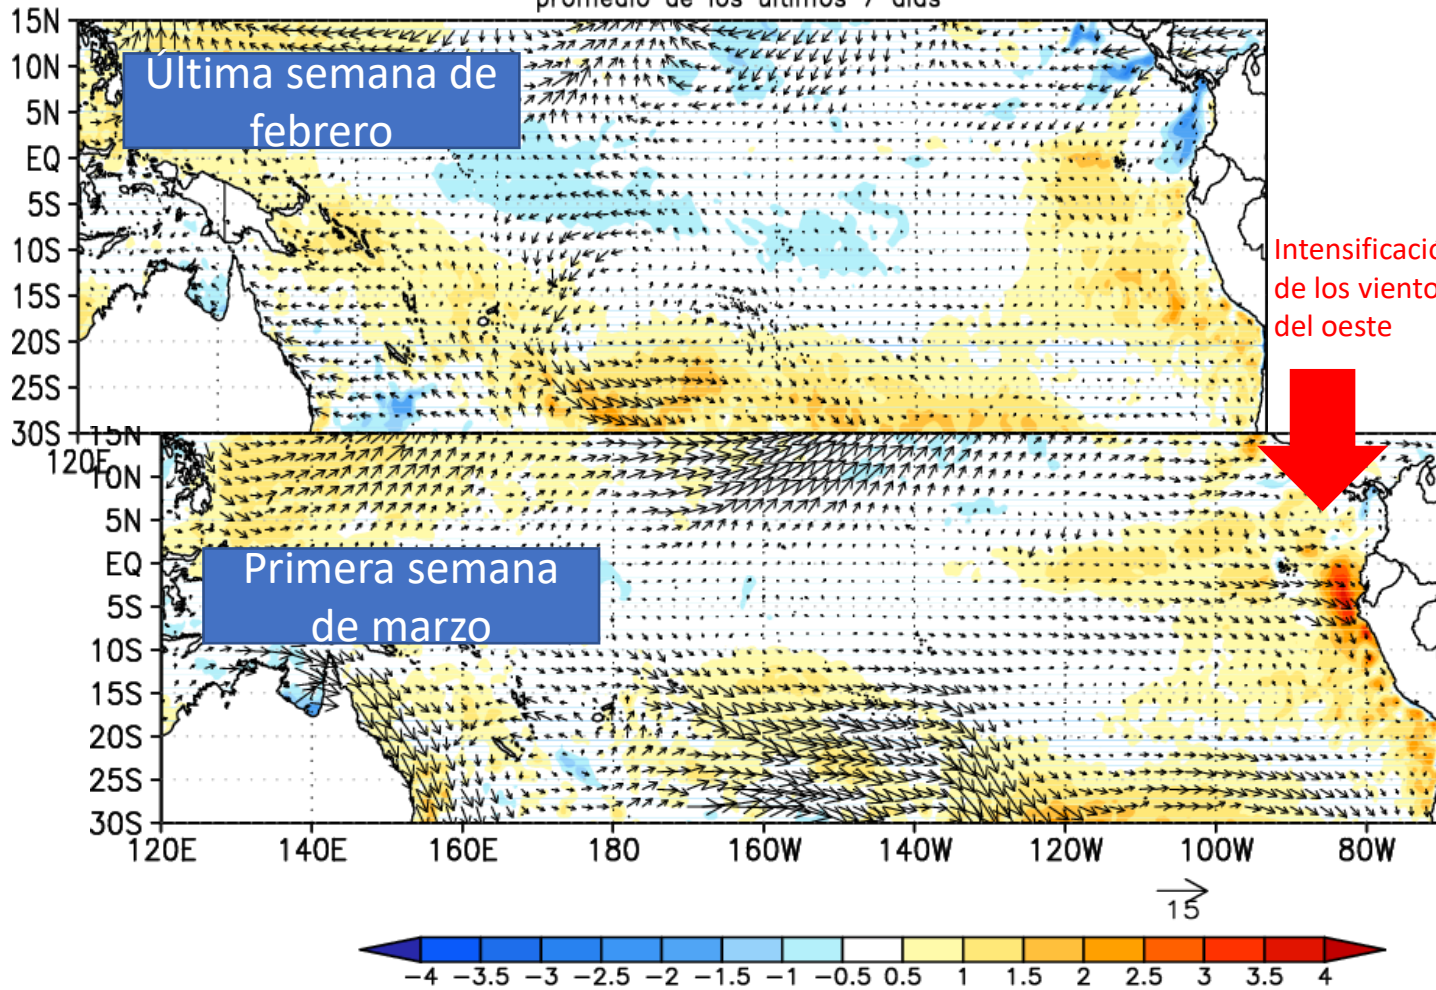 promedio de los últimos 7 días
15N
10N
5N
EQ
5S
10S
15S
20S
25S
30S
120E
Última semana de
febrero
Intensificació
de los viento
del oeste
15N
10N
5N
EQ
5S
10S
15S
20S
25S
30S
Primera semana
de marzo
120E 140E 160E 180 160W 140W 120W 100W 80W
15
−4 −3.5 −3 −2.5 −2 −1.5 −1 −0.5 0.5 1 1.5 2 2.5 3 3.5 4